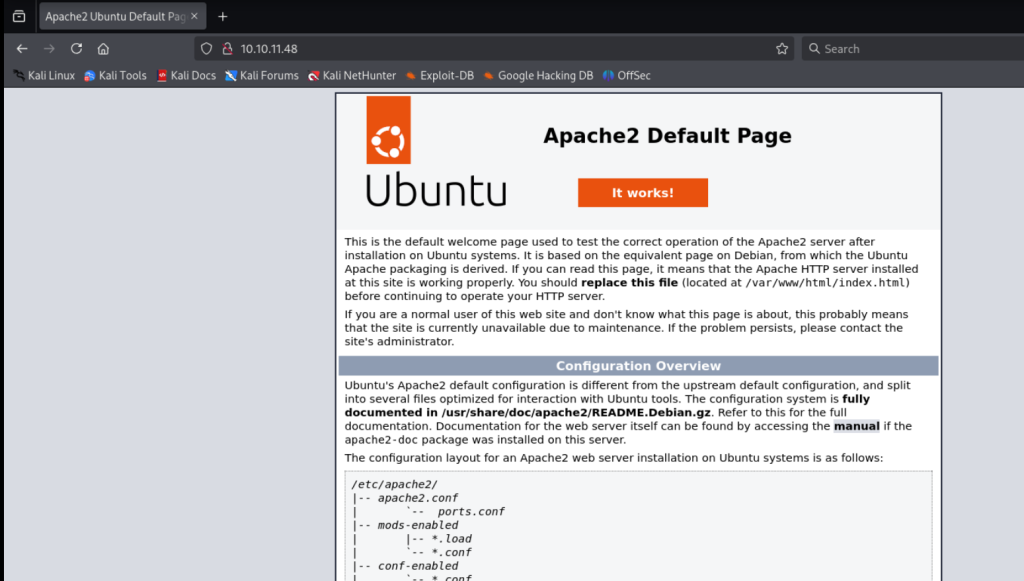 Apache2 Ubuntu Default Pag
10.10.11.48
Search
Kali Linux Kali Tools Kali Docs Kali Forums Kali NetHunter Exploit-DB Google Hacking DB OffSec
Ubuntu
Apache2 Default Page
It works!
This is the default welcome page used to test the correct operation of the Apache2 server after
installation on Ubuntu systems. It is based on the equivalent page on Debian, from which the Ubuntu
Apache packaging is derived. If you can read this page, it means that the Apache HTTP server installed
at this site is working properly. You should replace this file (located at /var/www/html/index.html)
before continuing to operate your HTTP server.
If you are a normal user of this web site and don't know what this page is about, this probably means
that the site is currently unavailable due to maintenance. If the problem persists, please contact the
site's administrator.
Configuration Overview
Ubuntu's Apache2 default configuration is different from the upstream default configuration, and split
into several files optimized for interaction with Ubuntu tools. The configuration system is fully
documented in /usr/share/doc/apache2/README.Debian.gz. Refer to this for the full
documentation. Documentation for the web server itself can be found by accessing the manual if the
apache2-doc package was installed on this server.
The configuration layout for an Apache2 web server installation on Ubuntu systems is as follows:
/etc/apache2/
|-- apache2.conf
|       `--  ports.conf
|-- mods-enabled
|       |-- *.load
|       `-- *.conf
|-- conf-enabled
|       `-- *.conf